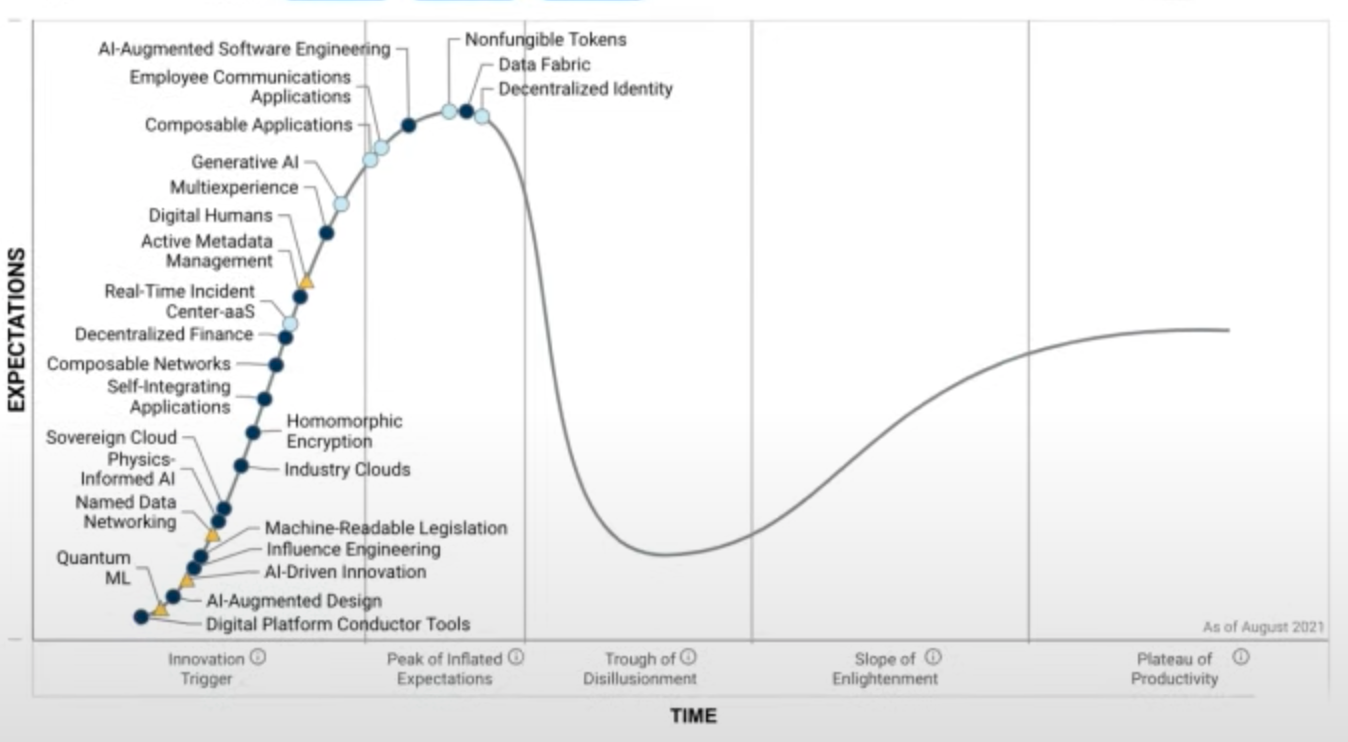 AI-Augmented Software Engineering
Nonfungible Tokens
Data Fabric
Employee Communications
Applications
Decentralized Identity
Composable Applications
Generative AI
Multiexperience
Digital Humans
Active Metadata
Management
Real-Time Incident
Center-aaS
Decentralized Finance
Composable Networks
Self-Integrating
Applications
Homomorphic
Encryption
Sovereign Cloud
Industry Clouds
Physics-
Informed AI
Named Data
Networking
Machine-Readable Legislation
Influence Engineering
Quantum
ML
AI-Driven Innovation
AI-Augmented Design
Digital Platform Conductor Tools
EXPECTATIONS
As of August 2021
Innovation
Trigger
Peak of Inflated
Expectations
Trough of
Disillusionment
Slope of
Enlightenment
Plateau of
Productivity
TIME